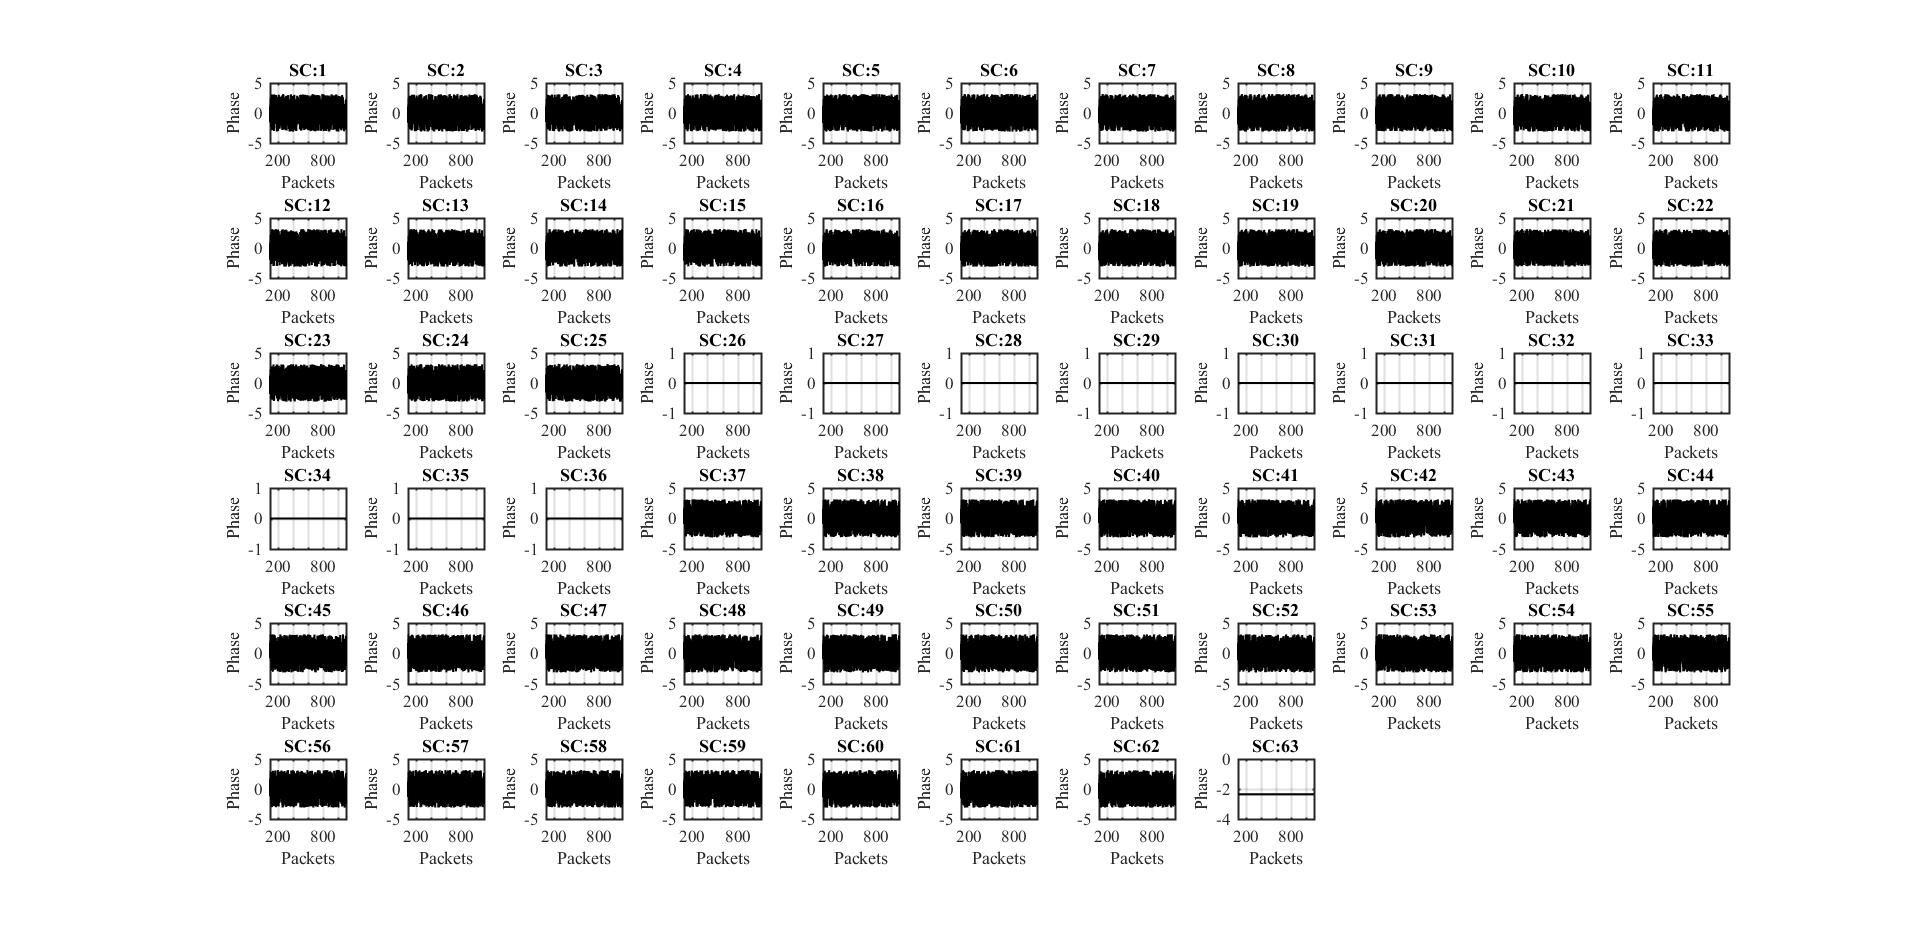 SC:1 SC:2 SC:3 SC:4 SC:5 SC:6 SC:7 SC:8 SC:9 SC:10 SC:11
5 5 5 5 5 5 5 5 5 5 5
Phase Phase Phase Phase Phase Phase Phase Phase Phase Phase Phase
0 0 0 0 0 0 0 0 0 0 0
-5 -5 -5 -5 -5 -5 -5 -5 -5 -5 -5
200 800 200 800 200 800 200 800 200 800 200 800 200 800 200 800 200 800 200 800 200 800
Packets Packets Packets Packets Packets Packets Packets Packets Packets Packets Packets
SC:12 SC:13 SC:14 SC:15 SC:16 SC:17 SC:18 SC:19 SC:20 SC:21 SC:22
5 5 5 5 5 5 5 5 5 5 5
Phase Phase Phase Phase Phase Phase Phase Phase Phase Phase Phase
0 0 0 0 0 0 0 0 0 0 0
-5 -5 -5 -5 -5 -5 -5 -5 -5 -5 -5
200 800 200 800 200 800 200 800 200 800 200 800 200 800 200 800 200 800 200 800 200 800
Packets Packets Packets Packets Packets Packets Packets Packets Packets Packets Packets
SC:23 SC:24 SC:25 SC:26 SC:27 SC:28 SC:29 SC:30 SC:31 SC:32 SC:33
5 5 5 1 1 1 1 1 1 1 1
Phase Phase Phase Phase Phase Phase Phase Phase Phase Phase Phase
0 0 0 0 0 0 0 0 0 0 0
-5 -5 -5 -1 -1 -1 -1 -1 -1 -1 -1
200 800 200 800 200 800 200 800 200 800 200 800 200 800 200 800 200 800 200 800 200 800
Packets Packets Packets Packets Packets Packets Packets Packets Packets Packets Packets
SC:34 SC:35 SC:36 SC:37 SC:38 SC:39 SC:40 SC:41 SC:42 SC:43 SC:44
1 1 1 5 5 5 5 5 5 5 5
Phase Phase Phase Phase Phase Phase Phase Phase Phase Phase Phase
0 0 0 0 0 0 0 0 0 0 0
-1 -1 -1 -5 -5 -5 -5 -5 -5 -5 -5
200 800 200 800 200 800 200 800 200 800 200 800 200 800 200 800 200 800 200 800 200 800
Packets Packets Packets Packets Packets Packets Packets Packets Packets Packets Packets
SC:45 SC:46 SC:47 SC:48 SC:49 SC:50 SC:51 SC:52 SC:53 SC:54 SC:55
5 5 5 5 5 5 5 5 5 5 5
Phase Phase Phase Phase Phase Phase Phase Phase Phase Phase Phase
0 0 0 0 0 0 0 0 0 0 0
-5 -5 -5 -5 -5 -5 -5 -5 -5 -5 -5
200 800 200 800 200 800 200 800 200 800 200 800 200 800 200 800 200 800 200 800 200 800
Packets Packets Packets Packets Packets Packets Packets Packets Packets Packets Packets
SC:56 SC:57 SC:58 SC:59 SC:60 SC:61 SC:62 SC:63
5 5 5 5 5 5 5 0
Phase Phase Phase Phase Phase Phase Phase Phase
0 0 0 0 0 0 0 -2
-5 -5 -5 -5 -5 -5 -5 -4
200 800 200 800 200 800 200 800 200 800 200 800 200 800 200 800
Packets Packets Packets Packets Packets Packets Packets Packets